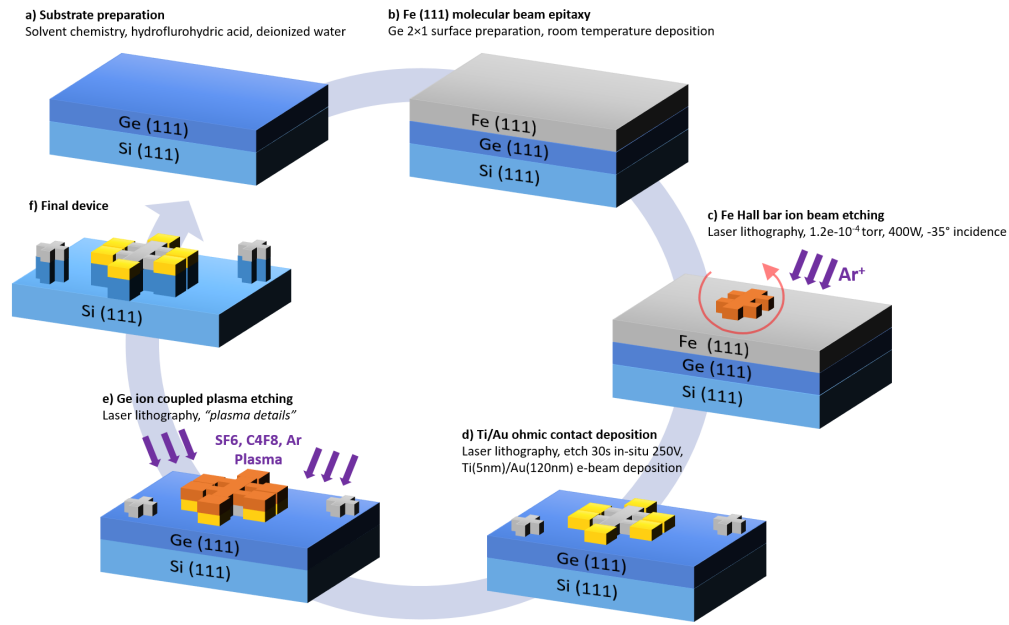 a) Substrate preparation
Solvent chemistry, hydroflurohydric acid, deionized water
Ge (111)
Si (111)
b) Fe (111) molecular beam epitaxy
Ge 2×1 surface preparation, room temperature deposition
Fe (111)
Ge (111)
Si (111)
c) Fe Hall bar ion beam etching
Laser lithography, 1.2e-10⁻⁴ torr, 400W, -35° incidence
Ar⁺
Fe (111)
Ge (111)
Si (111)
d) Ti/Au ohmic contact deposition
Laser lithography, etch 30s in-situ 250V,
Ti(5nm)/Au(120nm) e-beam deposition
Ge (111)
Si (111)
e) Ge ion coupled plasma etching
Laser lithography, “plasma details”
SF6, C4F8, Ar
Plasma
Ge (111)
Si (111)
f) Final device
Si (111)